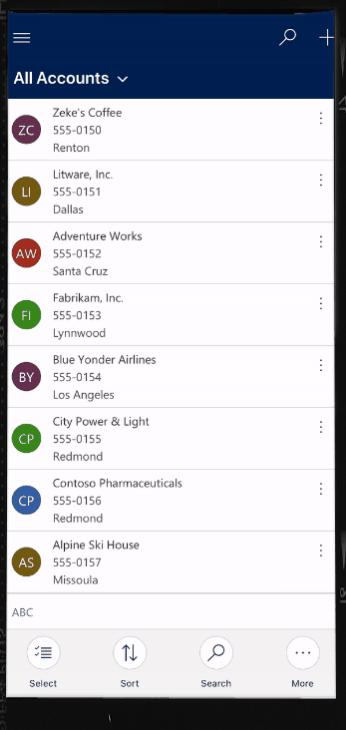 All Accounts
ZC
Zeke's Coffee
555-0150
Renton
LI
Litware, Inc.
555-0151
Dallas
AW
Adventure Works
555-0152
Santa Cruz
FI
Fabrikam, Inc.
555-0153
Lynnwood
BY
Blue Yonder Airlines
555-0154
Los Angeles
CP
City Power & Light
555-0155
Redmond
CP
Contoso Pharmaceuticals
555-0156
Redmond
AS
Alpine Ski House
555-0157
Missoula
ABC
Select
Sort
Search
More